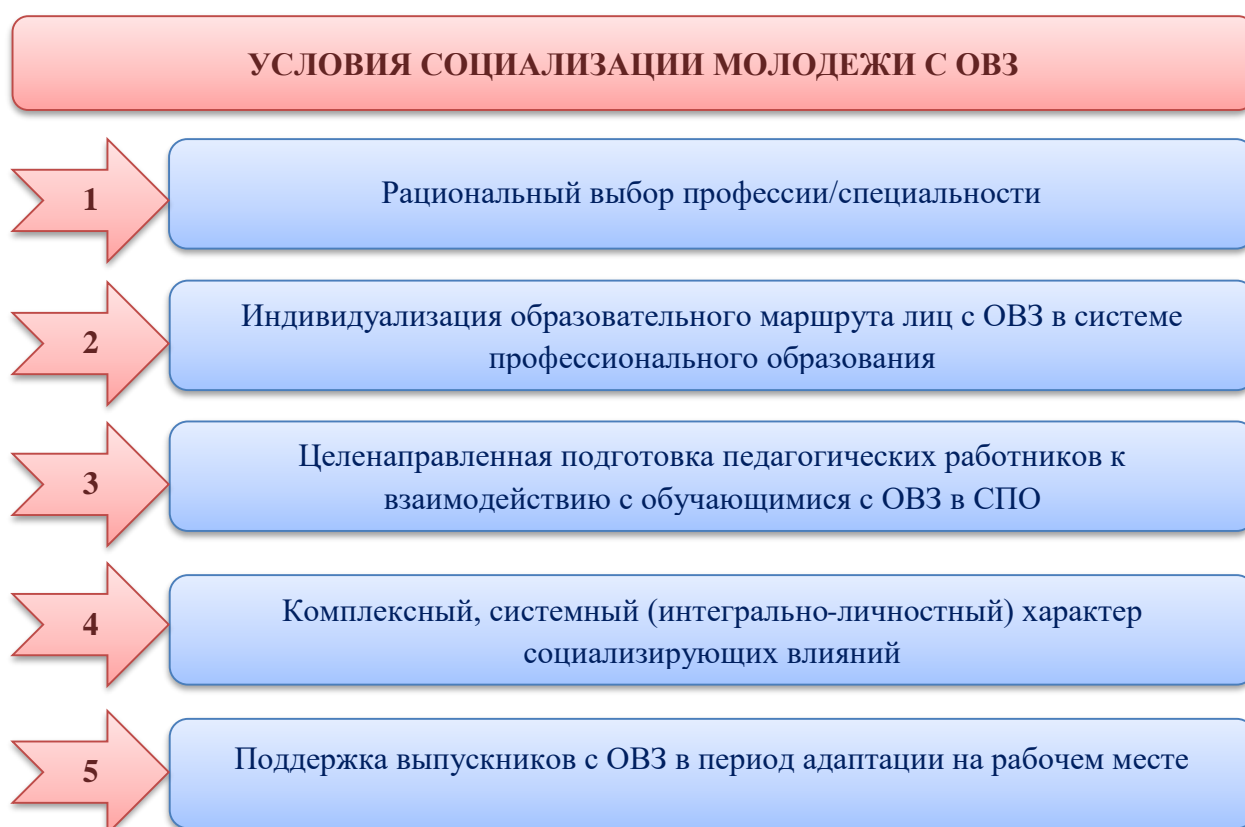 УСЛОВИЯ СОЦИАЛИЗАЦИИ МОЛОДЕЖИ С ОВЗ
1
Рациональный выбор профессии/специальности
2
Индивидуализация образовательного маршрута лиц с ОВЗ в системе
профессионального образования
3
Целенаправленная подготовка педагогических работников к
взаимодействию с обучающимися с ОВЗ в СПО
4
Комплексный, системный (интегрально-личностный) характер
социализирующих влияний
5
Поддержка выпускников с ОВЗ в период адаптации на рабочем месте